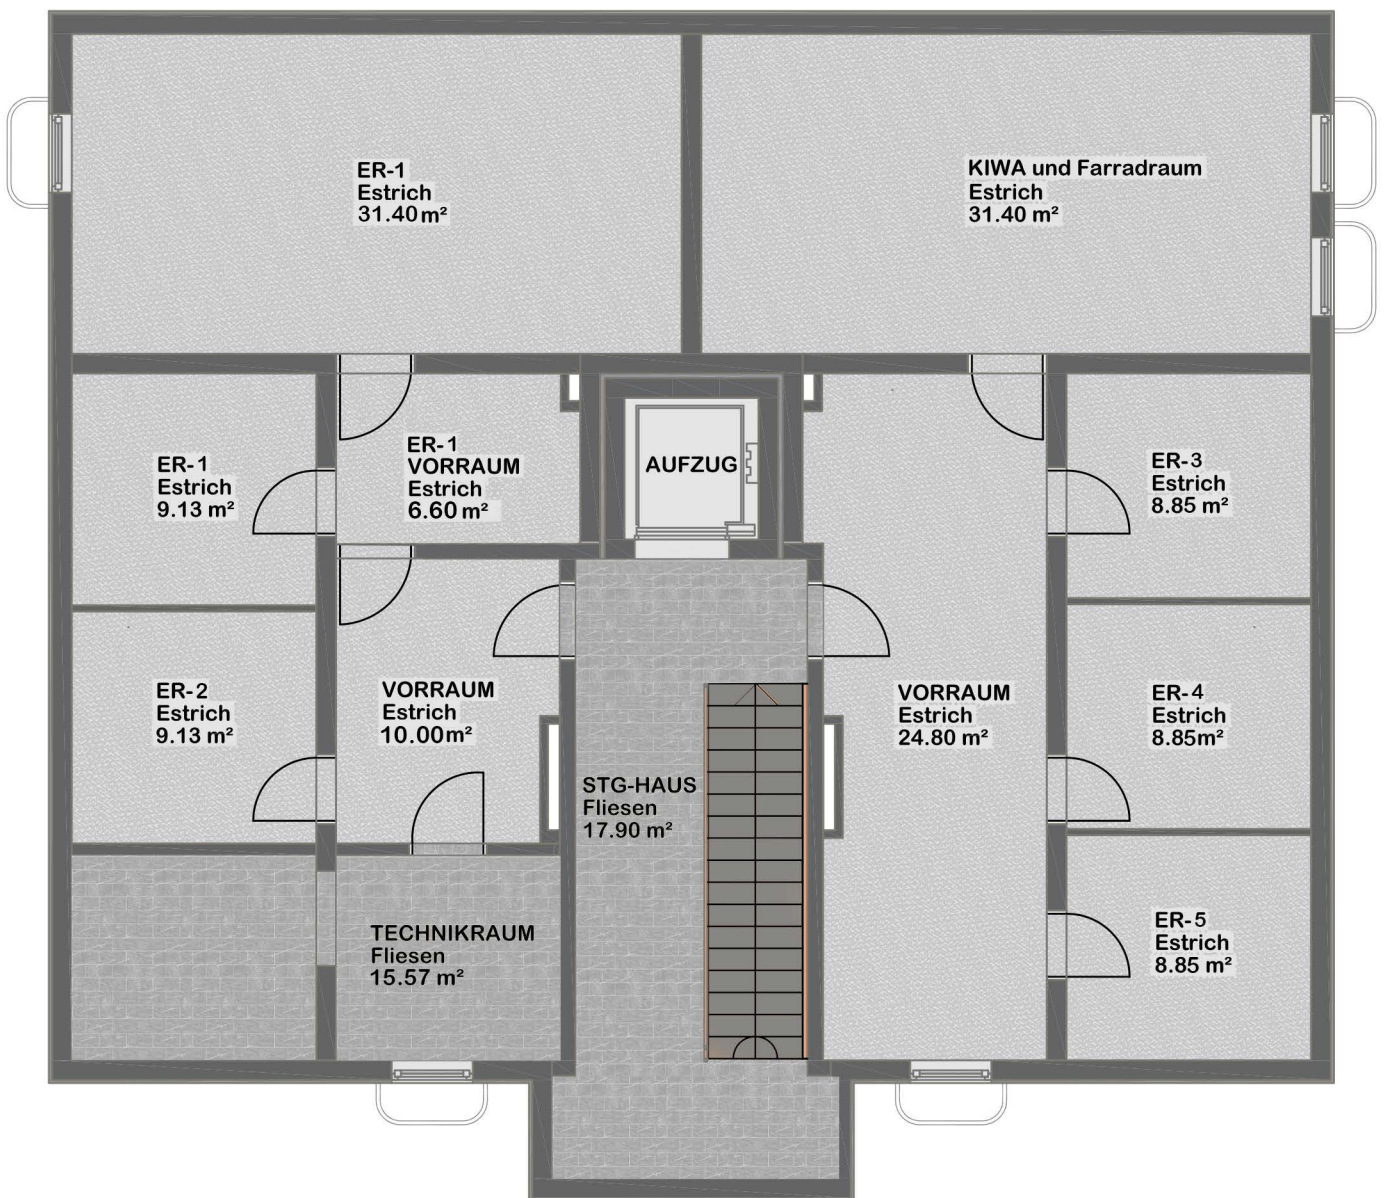 ER-1
Estrich
31.40 m²
KIWA und Farradraum
Estrich
31.40 m²
ER-1
Estrich
9.13 m²
ER-1
VORRAUM
Estrich
6.60 m²
AUFZUG
ER-3
Estrich
8.85 m²
ER-2
Estrich
9.13 m²
VORRAUM
Estrich
10.00m²
STG-HAUS
Fliesen
17.90 m²
VORRAUM
Estrich
24.80 m²
ER-4
Estrich
8.85m²
TECHNIKRAUM
Fliesen
15.57 m²
ER-5
Estrich
8.85 m²